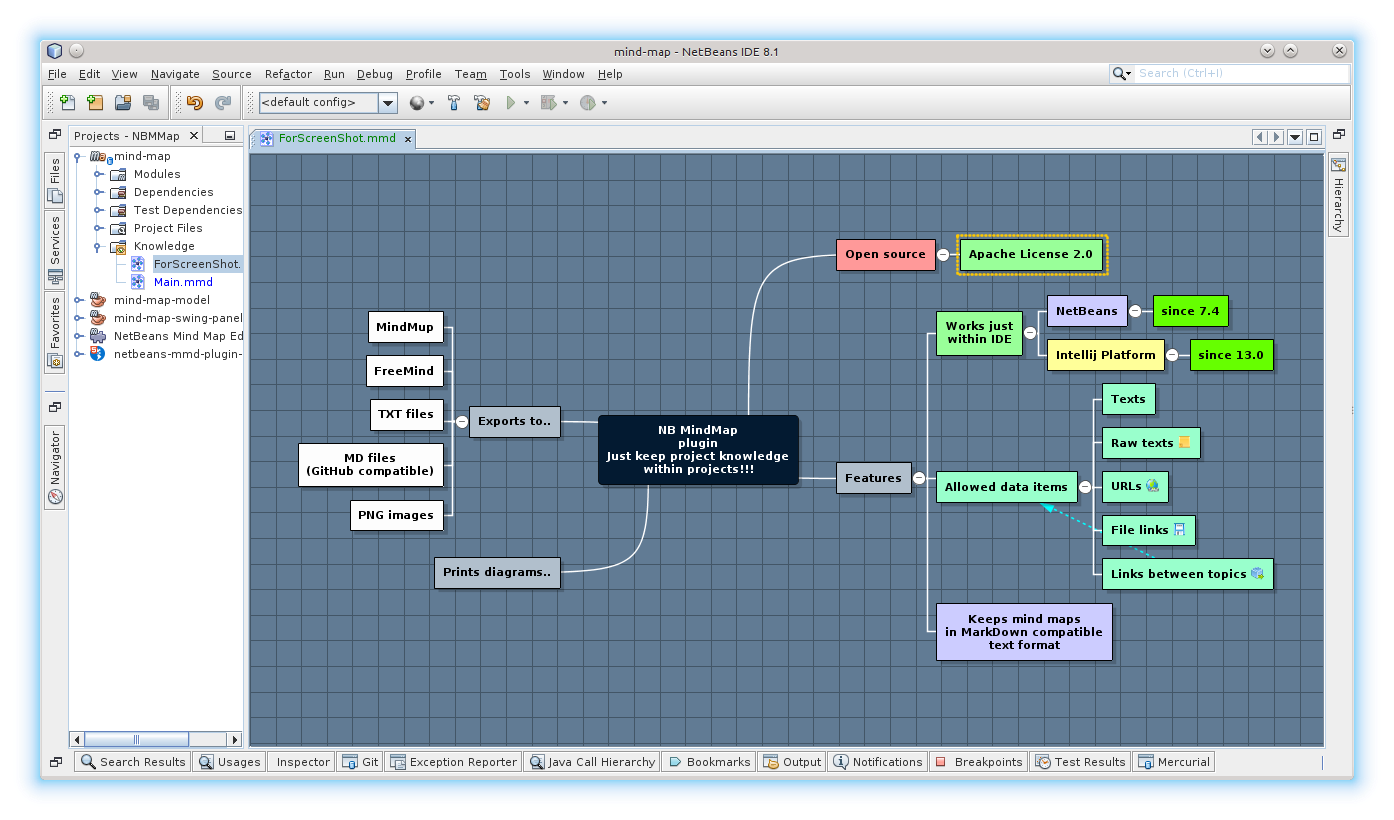 mind-map - NetBeans IDE 8.1
File Edit View Navigate Source Refactor Run Debug Profile Team Tools Window Help
Search (Ctrl+I)
<default config>
Projects - NBMMap
ForScreenShot.mmd
Files
Services
Favorites
Navigator
mind-map
Modules
Dependencies
Test Dependencies
Project Files
Knowledge
ForScreenShot.
Main.mmd
mind-map-model
mind-map-swing-panel
NetBeans Mind Map Ed
netbeans-mmd-plugin-
Hierarchy
MindMup
FreeMind
TXT files
MD files
(GitHub compatible)
PNG images
Exports to..
Prints diagrams..
NB MindMap
plugin
Just keep project knowledge
within projects!!!
Open source
Apache License 2.0
Features
Works just
within IDE
NetBeans
since 7.4
Intellij Platform
since 13.0
Allowed data items
Texts
Raw texts
URLs
File links
Links between topics
Keeps mind maps
in MarkDown compatible
text format
Search Results Usages Inspector Git Exception Reporter Java Call Hierarchy Bookmarks Output Notifications Breakpoints Test Results Mercurial